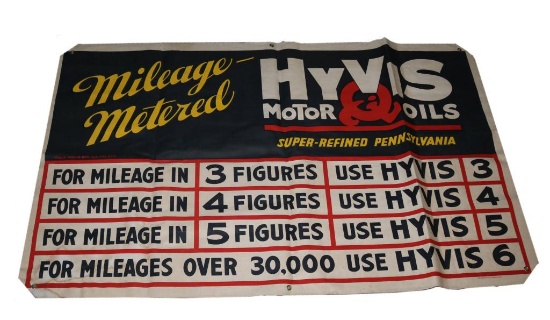 Mileage-
Metered
HYVIS
MOTOR OILS
SUPER-REFINED PENNSYLVANIA
FOR MILEAGE IN 3 FIGURES USE HYVIS 3
FOR MILEAGE IN 4 FIGURES USE HYVIS 4
FOR MILEAGE IN 5 FIGURES USE HYVIS 5
FOR MILEAGES OVER 30,000 USE HYVIS 6